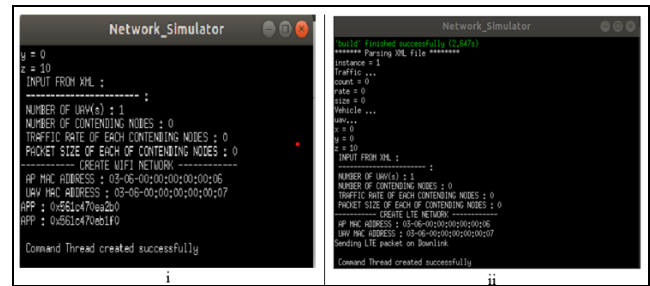 Network_Simulator
y = 0
z = 10
INPUT FROM XML :
---------------------- :
NUMBER OF UAV(s) : 1
NUMBER OF CONTENDING NODES : 0
TRAFFIC RATE OF EACH CONTENDING NODES : 0
PACKET SIZE OF EACH OF CONTENDING NODES : 0
----------- CREATE WIFI NETWORK -----------
AP MAC ADDRESS : 03-06-00:00:00:00:00:06
UAV MAC ADDRESS : 03-06-00:00:00:00:00:07
APP : 0x561c470ea2b0
APP : 0x561c470eb1f0
Command Thread created successfully
i
Network_Simulator
'build' finished successfully (2.647s)
******* Parsing XML file ********
instance = 1
Traffic ...
count = 0
rate = 0
size = 0
Vehicle ...
uav...
x = 0
y = 0
z = 10
INPUT FROM XML :
---------------------- :
NUMBER OF UAV(s) : 1
NUMBER OF CONTENDING NODES : 0
TRAFFIC RATE OF EACH CONTENDING NODES : 0
PACKET SIZE OF EACH OF CONTENDING NODES : 0
----------- CREATE LTE NETWORK ------------
AP MAC ADDRESS : 03-06-00:00:00:00:00:06
UAV MAC ADDRESS : 03-06-00:00:00:00:00:07
Sending LTE packet on Downlink
Command Thread created successfully
ii